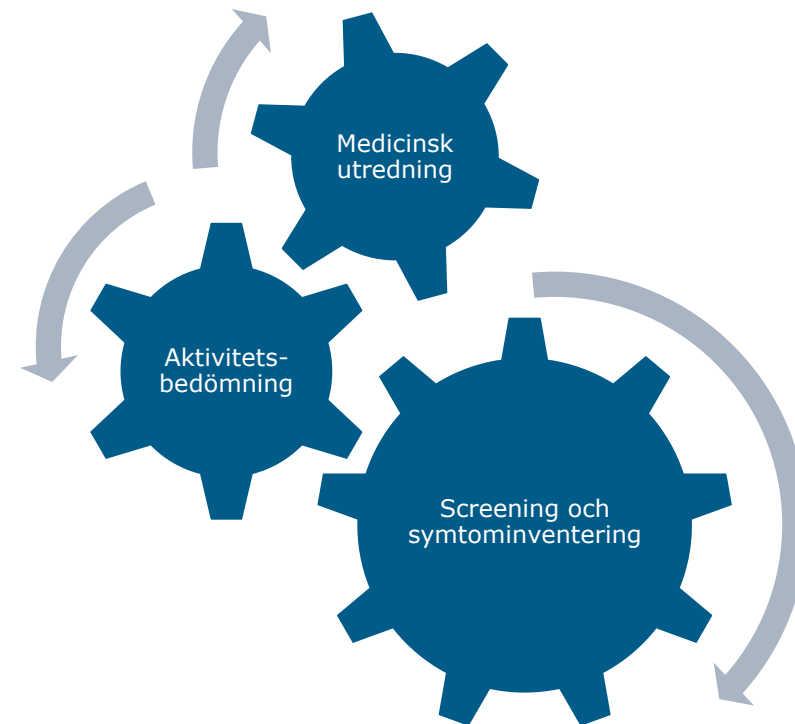 Medicinsk
utredning
Aktivitets-
bedömning
Screening och
symtominventering